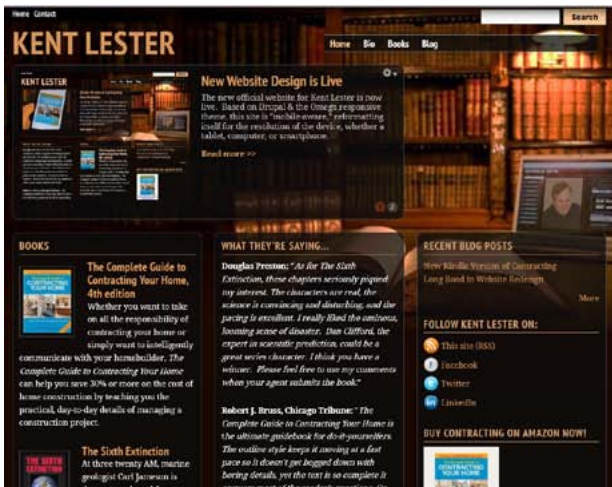 Home Contact
Search
KENT LESTER
Home Bio Books Blog
KENT LESTER
New Website Design is Live
The new official website for Kent Lester is now
live. Based on Drupal & the Omega responsive
theme, this site is "mobile-aware," reformatting
itself for the resolution of the device, whether a
tablet, computer, or smartphone.
Read more >>
BOOKS
The Complete Guide to
Contracting Your Home,
4th edition
Whether you want to take
on all the responsibility of
contracting your home or
simply want to intelligently
communicate with your homebuilder, The
Complete Guide to Contracting Your Home
can help you save 30% or more on the cost of
home construction by teaching you the
practical, day-to-day details of managing a
construction project.
CONTRACTING
YOUR HOME
The Sixth Extinction
At three twenty AM, marine
geologist Carl Jameson is
THE SIXTH
EXTINCTION
WHAT THEY'RE SAYING...
Douglas Preston: "As for The Sixth
Extinction, these chapters seriously piqued
my interest. The characters are real, the
science is convincing and disturbing, and the
pacing is excellent. I really liked the ominous,
looming sense of disaster. Dan Clifford, the
expert in scientific prediction, could be a
great series character. I think you have a
winner. Please feel free to use my comments
when your agent submits the book."
Robert J. Bruss, Chicago Tribune: "The
Complete Guide to Contracting Your Home is
the ultimate guidebook for do-it-yourselfers.
The outline style keeps it moving at a fast
pace so it doesn't get bogged down with
boring details, yet the text is so complete it
RECENT BLOG POSTS
New Kindle Version of Contracting
Long Road to Website Redesign
More
FOLLOW KENT LESTER ON:
This site (RSS)
Facebook
Twitter
LinkedIn
BUY CONTRACTING ON AMAZON NOW!
CONTRACTING
YOUR HOME